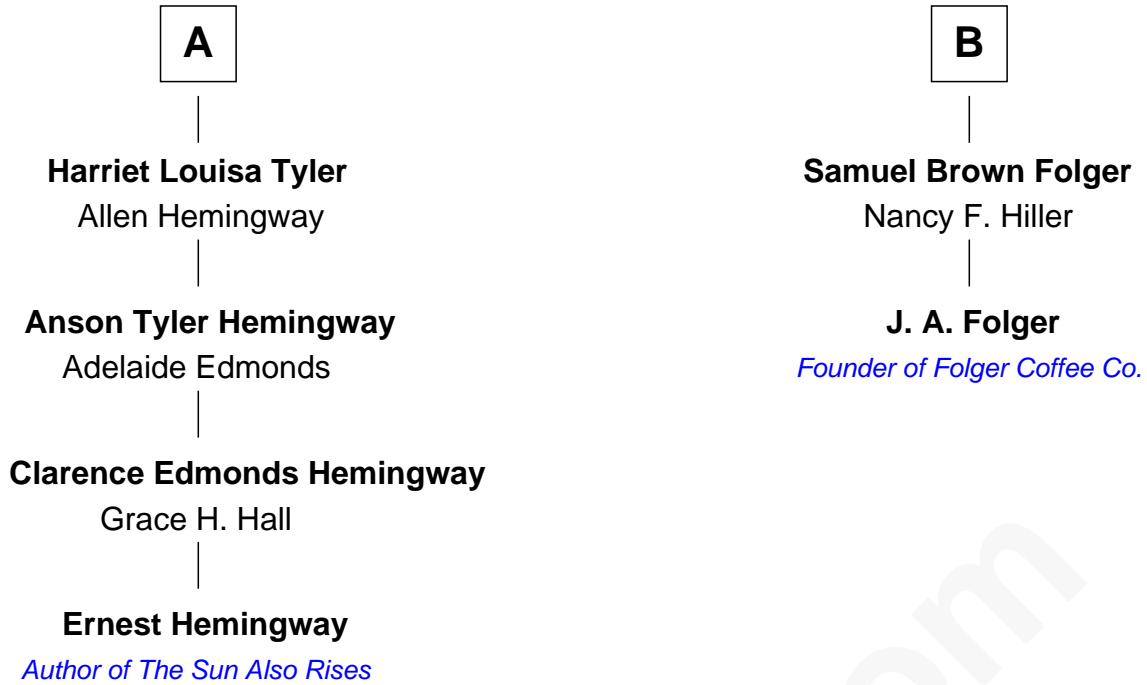 A
Harriet Louisa Tyler
Allen Hemingway
Anson Tyler Hemingway
Adelaide Edmonds
Clarence Edmonds Hemingway
Grace H. Hall
Ernest Hemingway
Author of The Sun Also Rises
B
Samuel Brown Folger
Nancy F. Hiller
J. A. Folger
Founder of Folger Coffee Co.
om